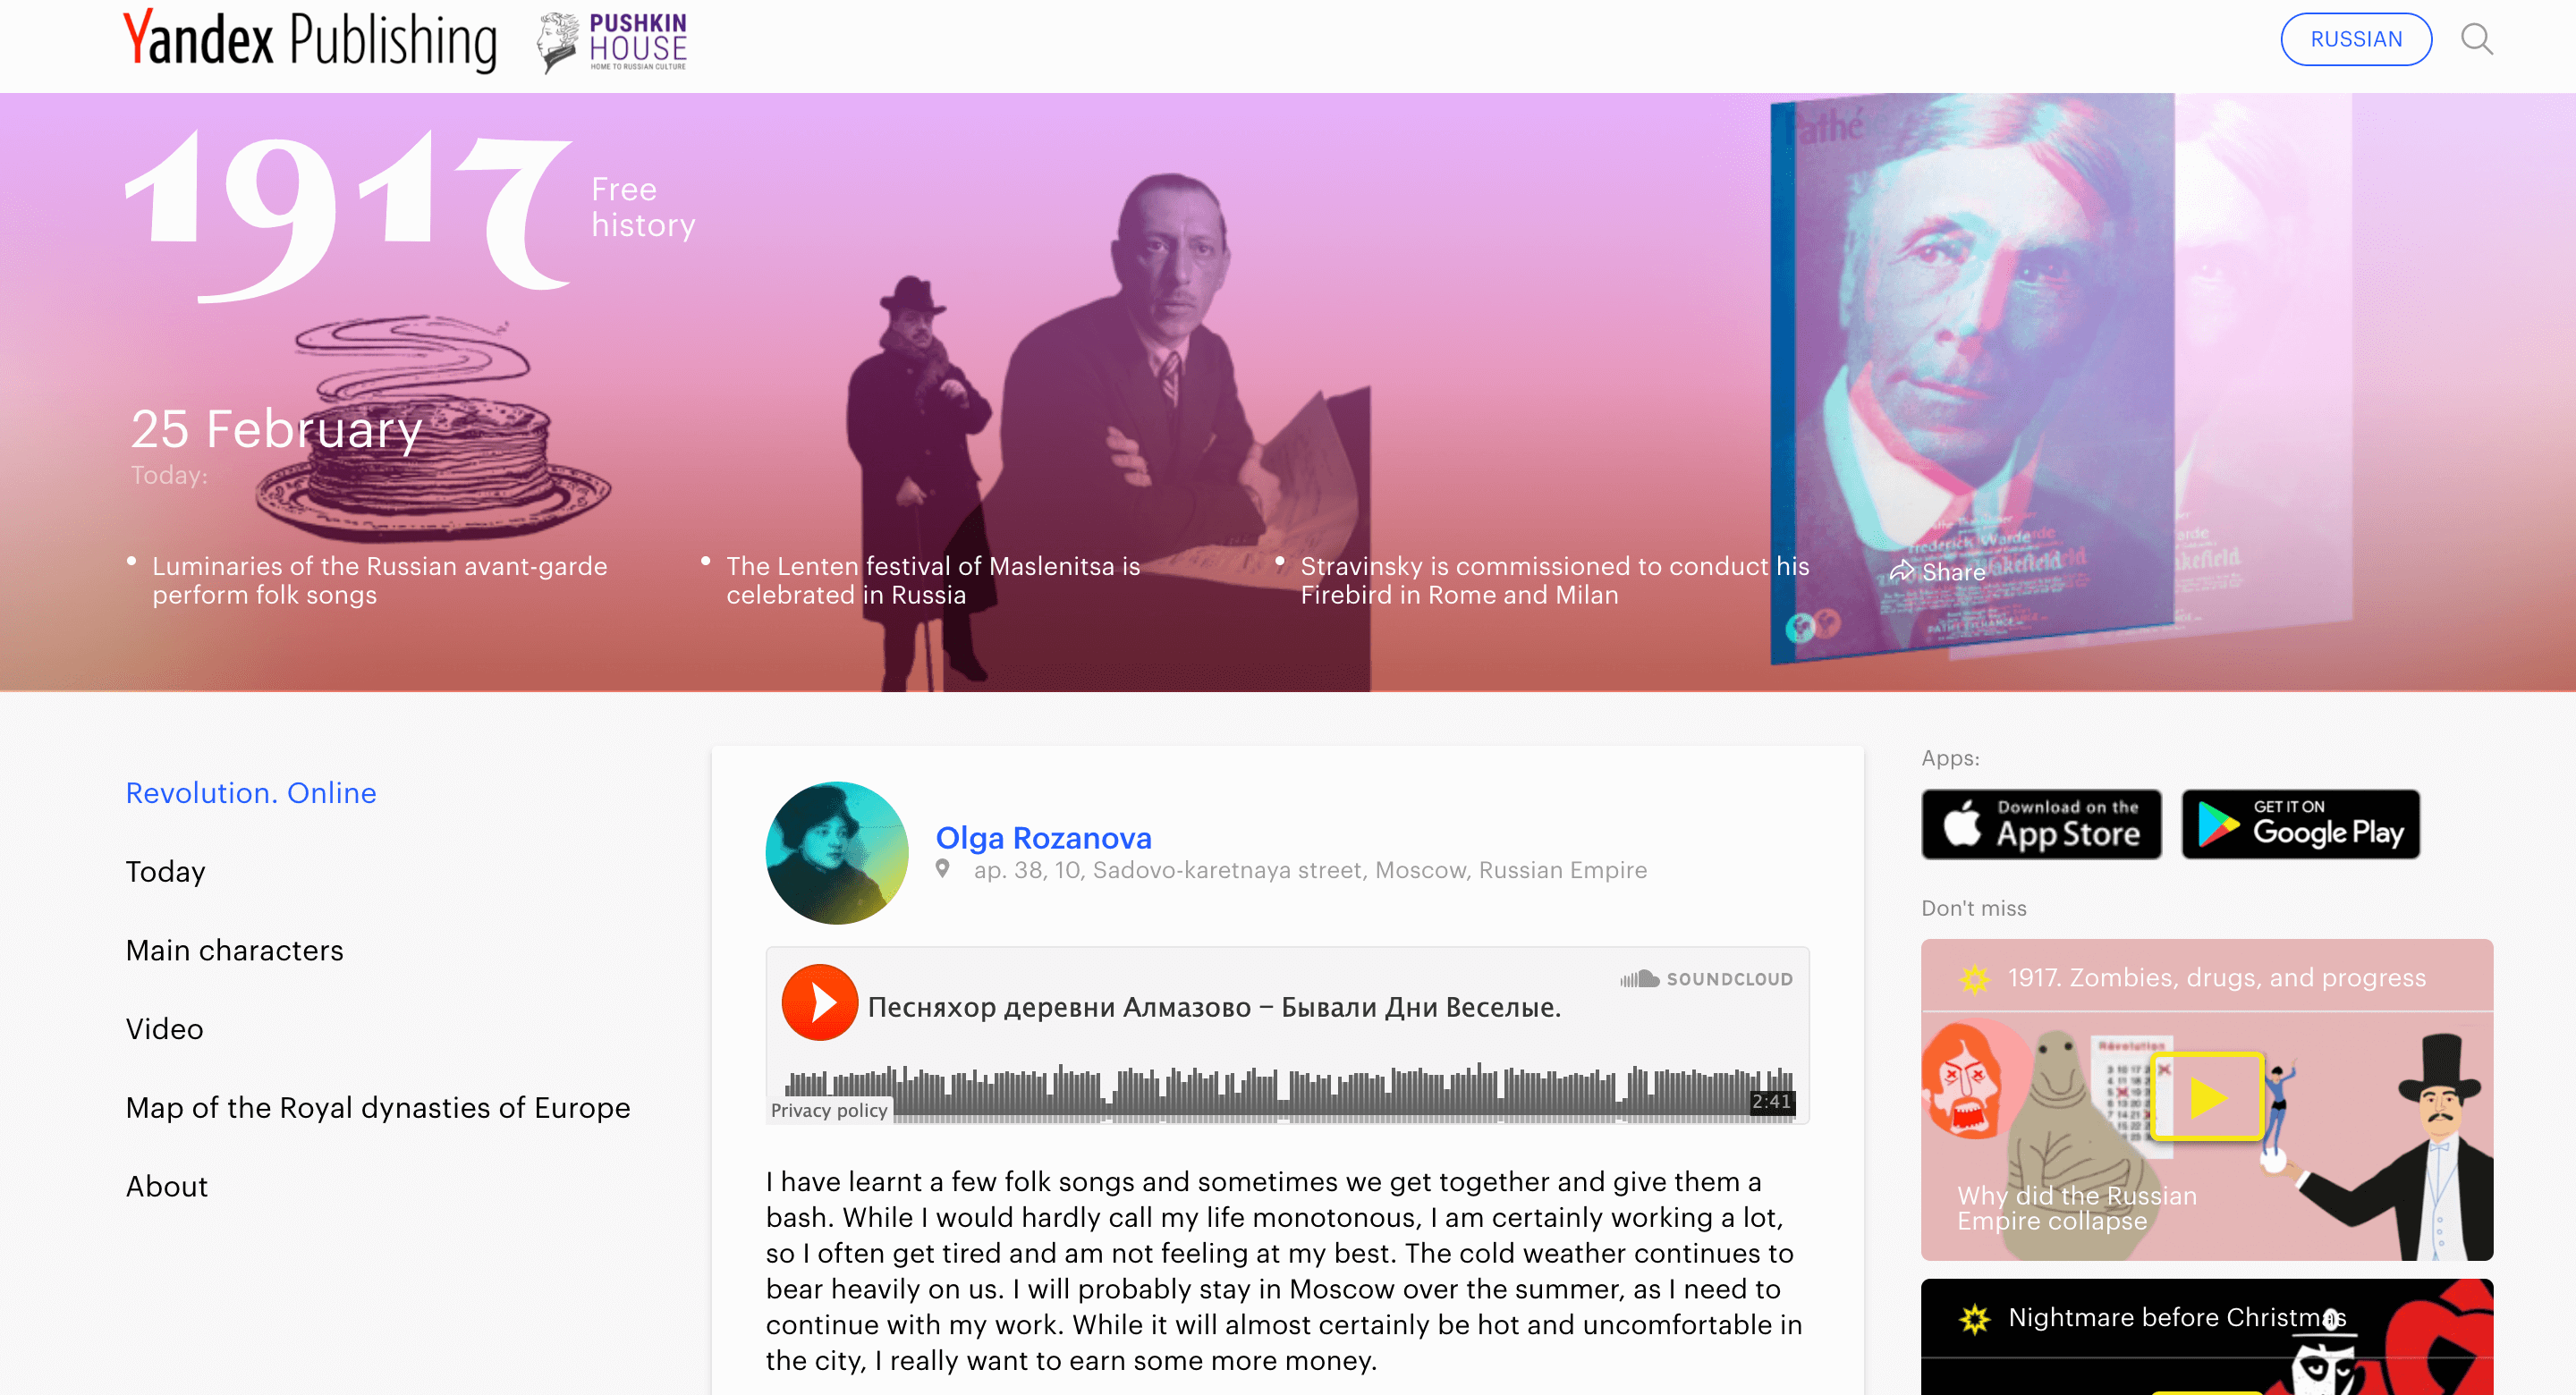 Yandex Publishing
PUSHKIN
HOUSE
HOME TO RUSSIAN CULTURE
RUSSIAN
1917
Free
history
25 February
Today:
Luminaries of the Russian avant-garde
perform folk songs
The Lenten festival of Maslenitsa is
celebrated in Russia
Stravinsky is commissioned to conduct his
Firebird in Rome and Milan
Share
Pathé
Frederick Warde
Revolution. Online
Today
Main characters
Video
Map of the Royal dynasties of Europe
About
Olga Rozanova
ap. 38, 10, Sadovo-karetnaya street, Moscow, Russian Empire
SOUNDCLOUD
Песняхор деревни Алмазово – Бывали Дни Веселые.
2:41
Privacy policy
I have learnt a few folk songs and sometimes we get together and give them a
bash. While I would hardly call my life monotonous, I am certainly working a lot,
so I often get tired and am not feeling at my best. The cold weather continues to
bear heavily on us. I will probably stay in Moscow over the summer, as I need to
continue with my work. While it will almost certainly be hot and uncomfortable in
the city, I really want to earn some more money.
Apps:
Download on the
App Store
GET IT ON
Google Play
Don't miss
1917. Zombies, drugs, and progress
Révolution
Why did the Russian
Empire collapse
Nightmare before Christmas